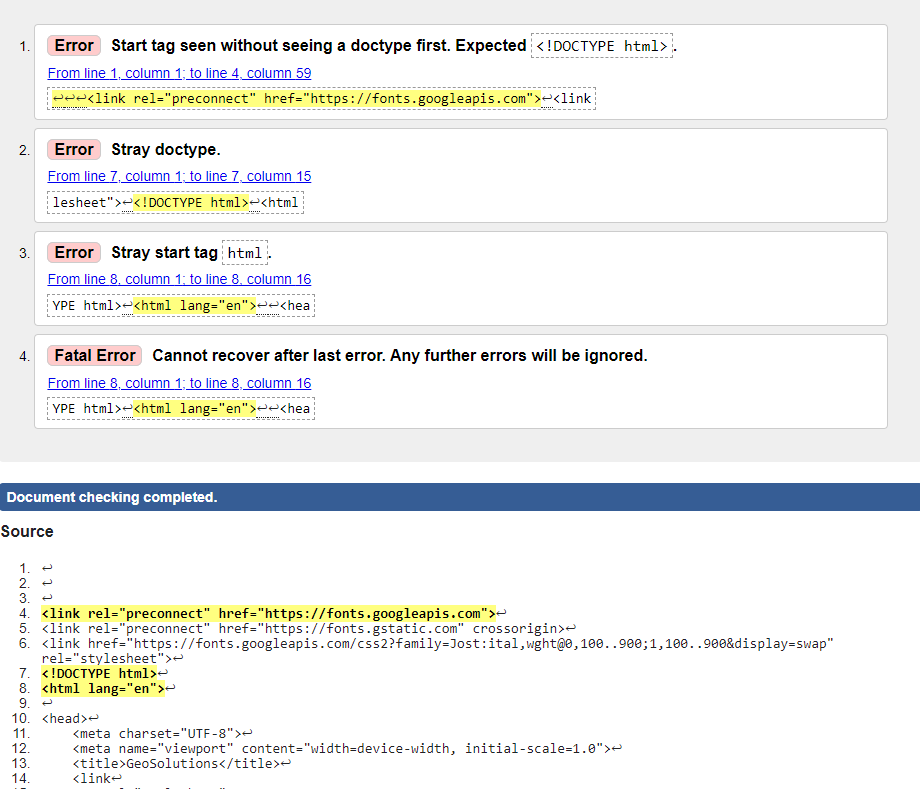 1. Error Start tag seen without seeing a doctype first. Expected <!DOCTYPE html>.
From line 1, column 1; to line 4, column 59
↩↩↩<link rel="preconnect" href="https://fonts.googleapis.com">↩<link
2. Error Stray doctype.
From line 7, column 1; to line 7, column 15
lesheet">↩<!DOCTYPE html>↩<html
3. Error Stray start tag html.
From line 8, column 1; to line 8, column 16
YPE html>↩<html lang="en">↩↩<hea
4. Fatal Error Cannot recover after last error. Any further errors will be ignored.
From line 8, column 1; to line 8, column 16
YPE html>↩<html lang="en">↩↩<hea
Document checking completed.
Source
1. ↩
2. ↩
3. ↩
4. <link rel="preconnect" href="https://fonts.googleapis.com">↩
5. <link rel="preconnect" href="https://fonts.gstatic.com" crossorigin>↩
6. <link href="https://fonts.googleapis.com/css2?family=Jost:ital,wght@0,100..900;1,100..900&display=swap"
rel="stylesheet">↩
7. <!DOCTYPE html>↩
8. <html lang="en">↩
9. ↩
10. <head>↩
11. <meta charset="UTF-8">↩
12. <meta name="viewport" content="width=device-width, initial-scale=1.0">↩
13. <title>GeoSolutions</title>↩
14. <link↩